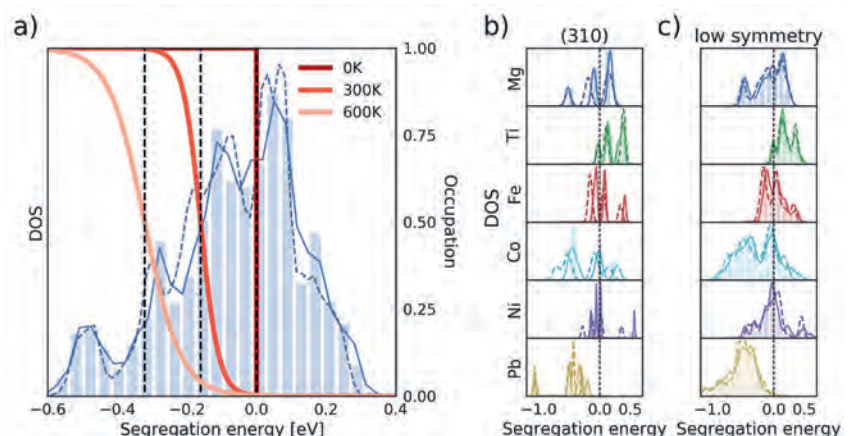 a)
1.00
0.75
0.50
0.25
0.00
DOS
Occupation
0K
300K
600K
−0.6
−0.4
−0.2
0.0
0.2
0.4
Segregation energy [eV]
b)
(310)
Mg
Ti
Fe
Co
Ni
Pb
DOS
−1.0
0.0
0.5
Segregation energy
c)
low symmetry
−1.0
0.0
0.5
Segregation energy